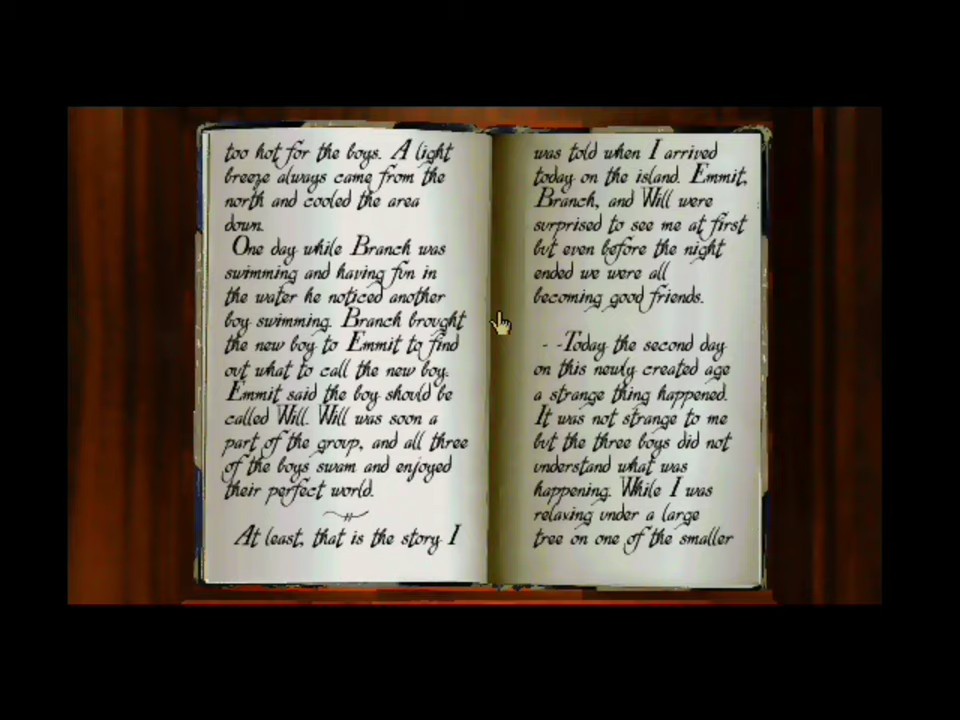 too hot for the boys. A light
breeze always came from the
north and cooled the area
down.
One day while Branch was
swimming and having fun in
the water he noticed another
boy swimming. Branch brought
the new boy to Emmit to find
out what to call the new boy.
Emmit said the boy should be
called Will. Will was soon a
part of the group, and all three
of the boys swam and enjoyed
their perfect world.
At least, that is the story I
was told when I arrived
today on the island. Emmit,
Branch, and Will were
surprised to see me at first
but even before the night
ended we were all
becoming good friends.
- -Today the second day
on this newly created age
a strange thing happened.
It was not strange to me
but the three boys did not
understand what was
happening. While I was
relaxing under a large
tree on one of the smaller